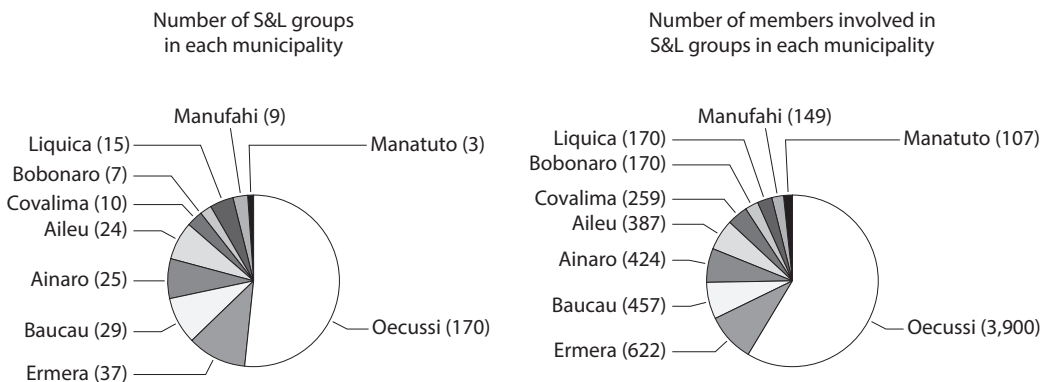 Number of S&L groups
in each municipality
Manufahi (9)
Liquica (15)
Manatuto (3)
Bobonaro (7)
Covalima (10)
Aileu (24)
Ainaro (25)
Baucau (29)
Oecussi (170)
Ermera (37)
Number of members involved in
S&L groups in each municipality
Manufahi (149)
Liquica (170)
Manatuto (107)
Bobonaro (170)
Covalima (259)
Aileu (387)
Ainaro (424)
Baucau (457)
Oecussi (3,900)
Ermera (622)